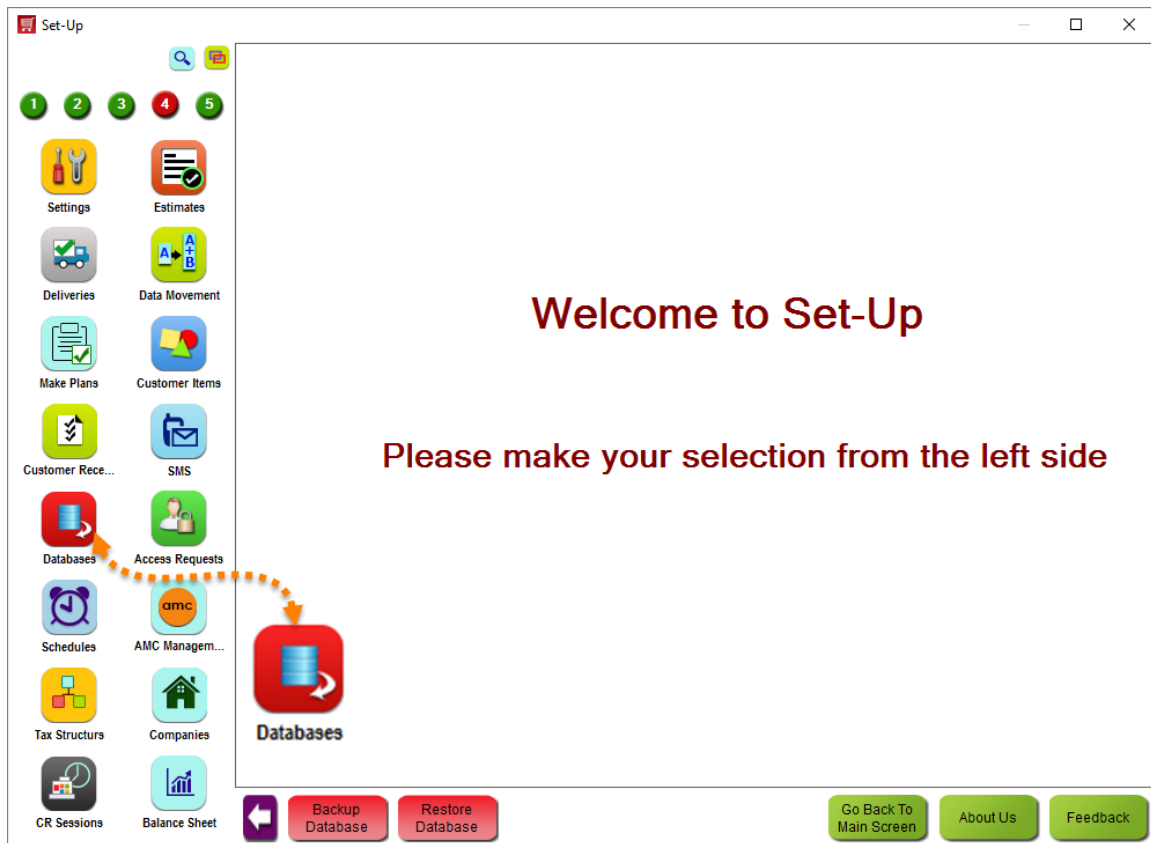 Set-Up
1 2 3 4 5
Settings
Estimates
Deliveries
A A+B
Data Movement
Make Plans
Customer Items
Customer Rece...
SMS
Databases
Access Requests
Schedules
amc
AMC Managem...
Tax Structurs
Companies
CR Sessions
Balance Sheet
Welcome to Set-Up
Please make your selection from the left side
Databases
Backup
Database
Restore
Database
Go Back To
Main Screen
About Us
Feedback